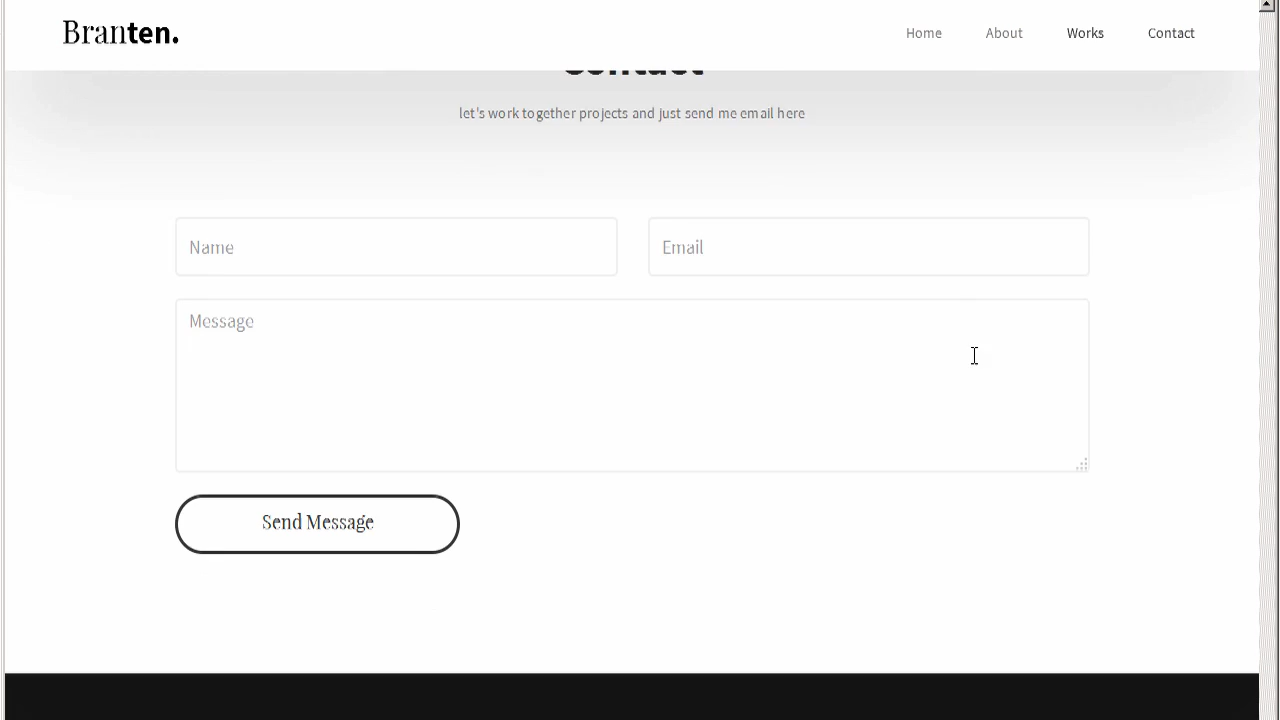 Branten.
Home About Works Contact
Contact
let's work together projects and just send me email here
Name Email
Message
Send Message